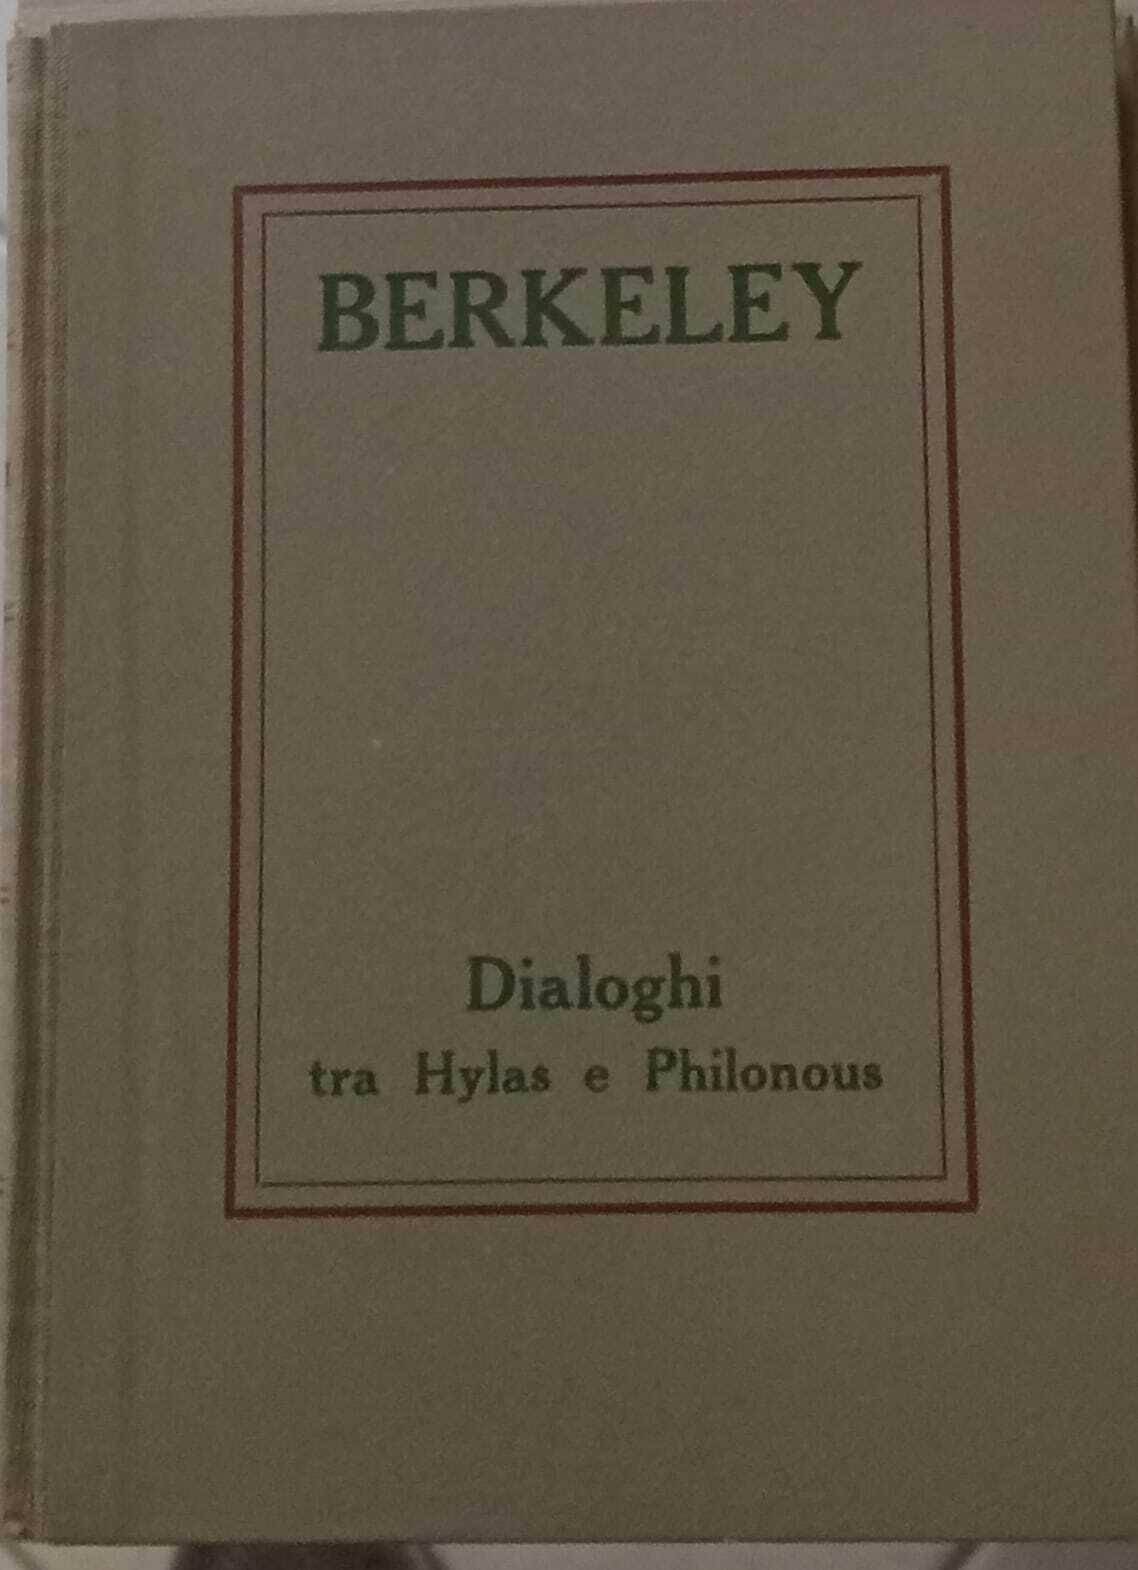 BERKELEY
Dialoghi
tra Hylas e Philonous